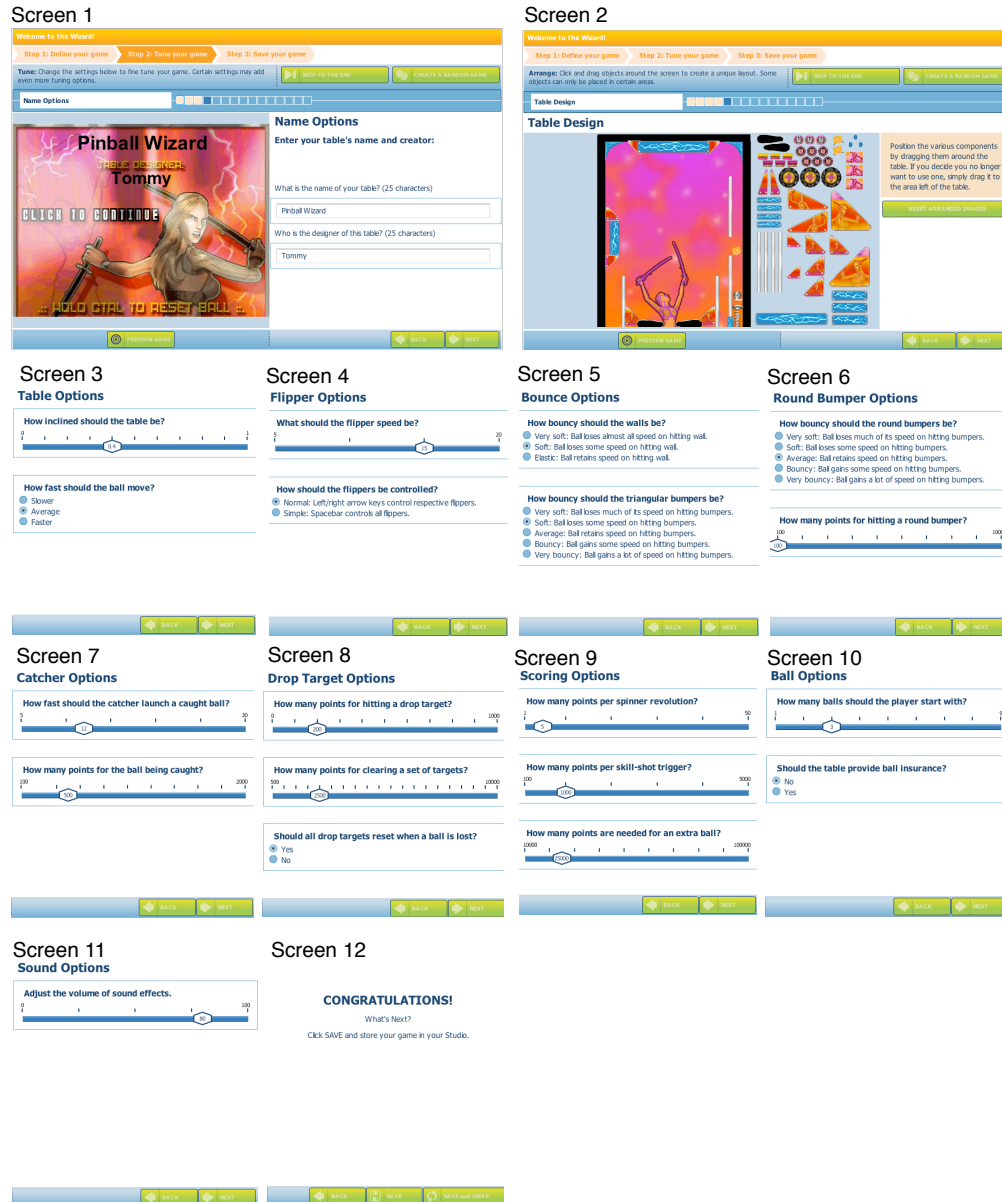 Screen 1
Welcome to the Wizard!
Step 1: Define your game
Step 2: Tune your game
Step 3: Save your game
Tune: Change the settings below to fine tune your game. Certain settings may add
even more tuning options.
SKIP TO THE END
CREATE A RANDOM GAME
Name Options
Pinball Wizard
TABLE DESIGNER:
Tommy
CLICK TO CONTINUE
.:: HOLD CTRL TO RESET BALL ::.
Name Options
Enter your table's name and creator:
What is the name of your table? (25 characters)
Pinball Wizard
Who is the designer of this table? (25 characters)
Tommy
PREVIEW GAME
BACK
NEXT
Screen 2
Welcome to the Wizard!
Step 1: Define your game
Step 2: Tune your game
Step 3: Save your game
Arrange: Click and drag objects around the screen to create a unique layout. Some
objects can only be placed in certain areas.
SKIP TO THE END
CREATE A RANDOM GAME
Table Design
Table Design
Position the various components
by dragging them around the
table. If you decide you no longer
want to use one, simply drag it to
the area left of the table.
RESET ARRANGED IMAGES
PREVIEW GAME
BACK
NEXT
Screen 3
Table Options
How inclined should the table be?
0 1
0.4
How fast should the ball move?
Slower
Average
Faster
BACK
NEXT
Screen 4
Flipper Options
What should the flipper speed be?
5 20
15
How should the flippers be controlled?
Normal: Left/right arrow keys control respective flippers.
Simple: Spacebar controls all flippers.
BACK
NEXT
Screen 5
Bounce Options
How bouncy should the walls be?
Very soft: Ball loses almost all speed on hitting wall.
Soft: Ball loses some speed on hitting wall.
Elastic: Ball retains speed on hitting wall.
How bouncy should the triangular bumpers be?
Very soft: Ball loses much of its speed on hitting bumpers.
Soft: Ball loses some speed on hitting bumpers.
Average: Ball retains speed on hitting bumpers.
Bouncy: Ball gains some speed on hitting bumpers.
Very bouncy: Ball gains a lot of speed on hitting bumpers.
BACK
NEXT
Screen 6
Round Bumper Options
How bouncy should the round bumpers be?
Very soft: Ball loses much of its speed on hitting bumpers.
Soft: Ball loses some speed on hitting bumpers.
Average: Ball retains speed on hitting bumpers.
Bouncy: Ball gains some speed on hitting bumpers.
Very bouncy: Ball gains a lot of speed on hitting bumpers.
How many points for hitting a round bumper?
100
100
BACK
NEXT
Screen 7
Catcher Options
How fast should the catcher launch a caught ball?
5 30
12
How many points for the ball being caught?
100 2000
500
BACK
NEXT
Screen 8
Drop Target Options
How many points for hitting a drop target?
0 1000
200
How many points for clearing a set of targets?
500 10000
2500
Should all drop targets reset when a ball is lost?
Yes
No
BACK
NEXT
Screen 9
Scoring Options
How many points per spinner revolution?
1 50
5
How many points per skill-shot trigger?
100 5000
1000
How many points are needed for an extra ball?
10000 100000
25000
BACK
NEXT
Screen 10
Ball Options
How many balls should the player start with?
1 9
3
Should the table provide ball insurance?
No
Yes
BACK
NEXT
Screen 11
Sound Options
Adjust the volume of sound effects.
0 100
80
BACK
NEXT
Screen 12
CONGRATULATIONS!
What's Next?
Click SAVE and store your game in your Studio.
BACK
SAVE
SAVE and SWAP